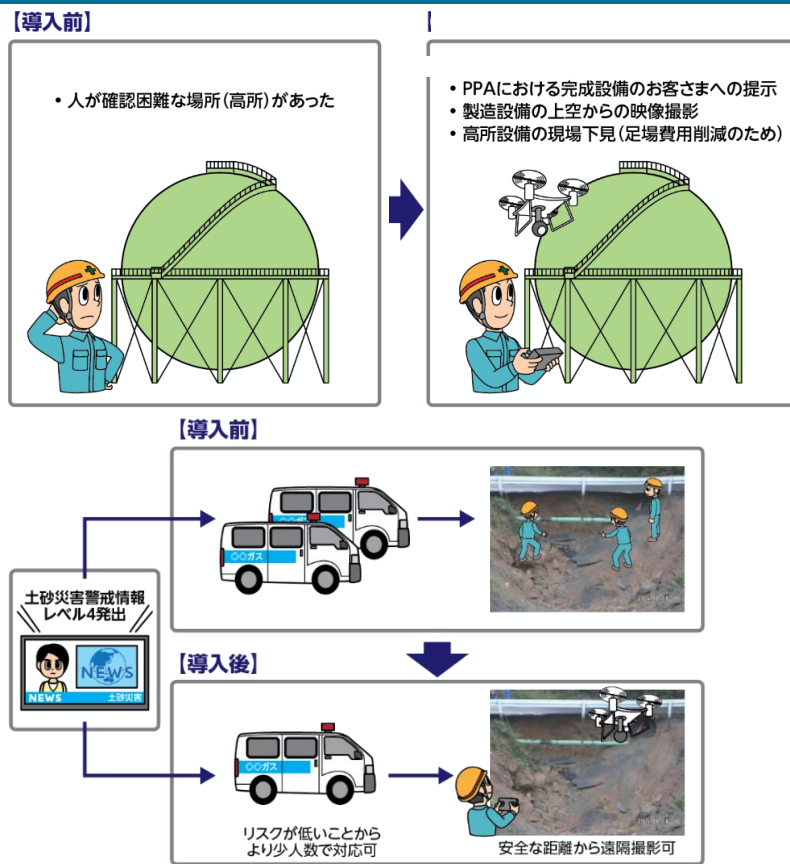 【導入前】
• 人が確認困難な場所(高所)があった
• PPAにおける完成設備のお客さまへの提示
• 製造設備の上空からの映像撮影
• 高所設備の現場下見(足場費用削減のため)
【導入前】
○○ガス
○○ガス
土砂災害警戒情報
レベル4発出
NEWS
NEWS 土砂災害
【導入後】
○○ガス
リスクが低いことから
より少人数で対応可
安全な距離から遠隔撮影可